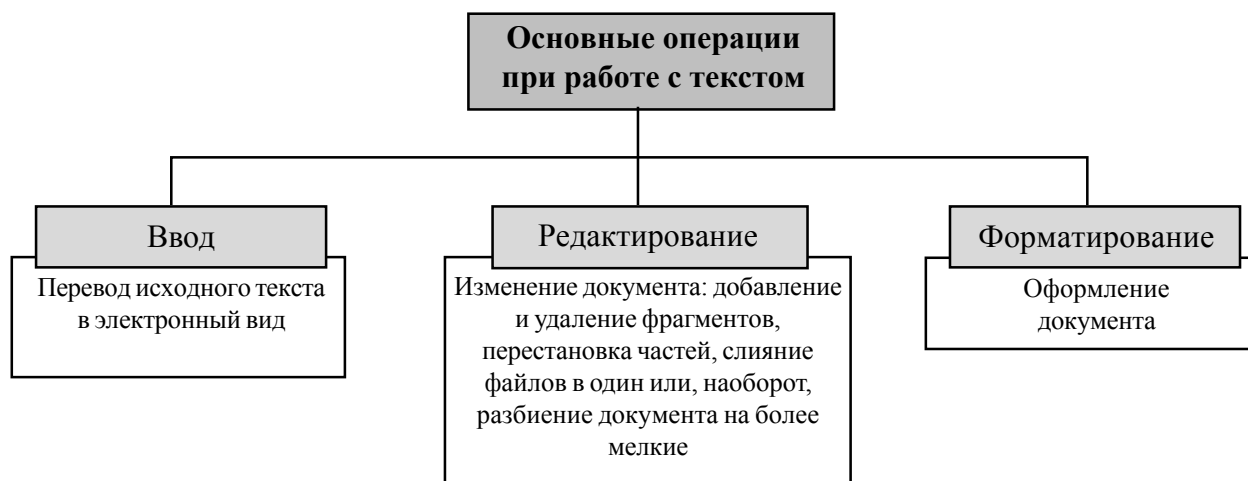 Основные операции
при работе с текстом
Ввод
Перевод исходного текста
в электронный вид
Редактирование
Изменение документа: добавление
и удаление фрагментов,
перестановка частей, слияние
файлов в один или, наоборот,
разбиение документа на более
мелкие
Форматирование
Оформление
документа